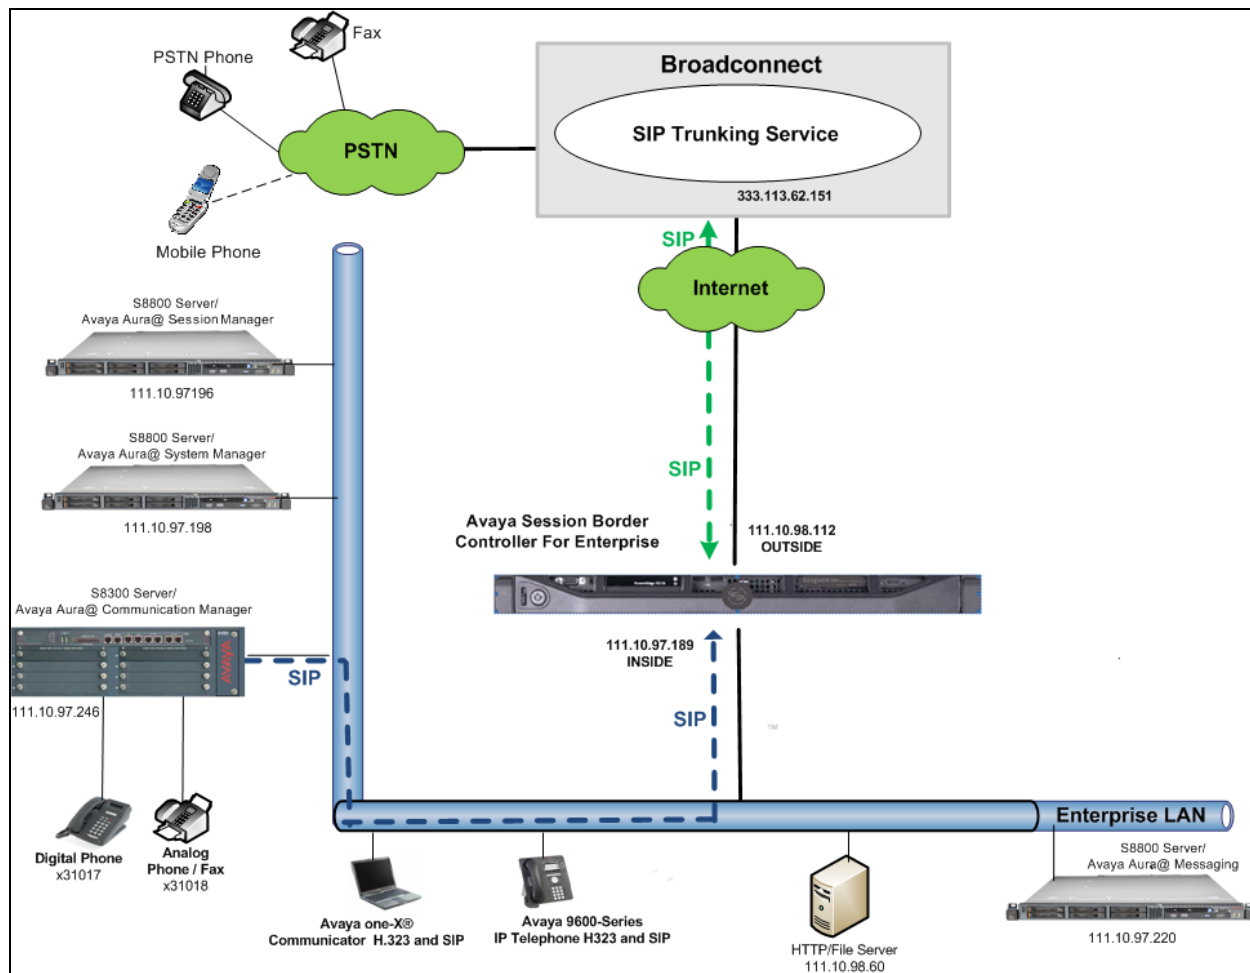 Fax
PSTN Phone
Broadconnect
SIP Trunking Service
PSTN
333.113.62.151
Mobile Phone
SIP
Internet
S8800 Server/
Avaya Aura@ Session Manager
111.10.97196
S8800 Server/
Avaya Aura@ System Manager
111.10.97.198
SIP
Avaya Session Border
Controller For Enterprise
111.10.98.112
OUTSIDE
S8300 Server/
Avaya Aura@ Communication Manager
AVAYA
SIP
111.10.97.246
111.10.97.189
INSIDE
SIP
TM
Enterprise LAN
Digital Phone
x31017
Analog
Phone / Fax
x31018
Avaya one-X®
Communicator H.323 and SIP
Avaya 9600-Series
IP Telephone H323 and SIP
HTTP/File Server
111.10.98.60
S8800 Server/
Avaya Aura@ Messaging
111.10.97.220